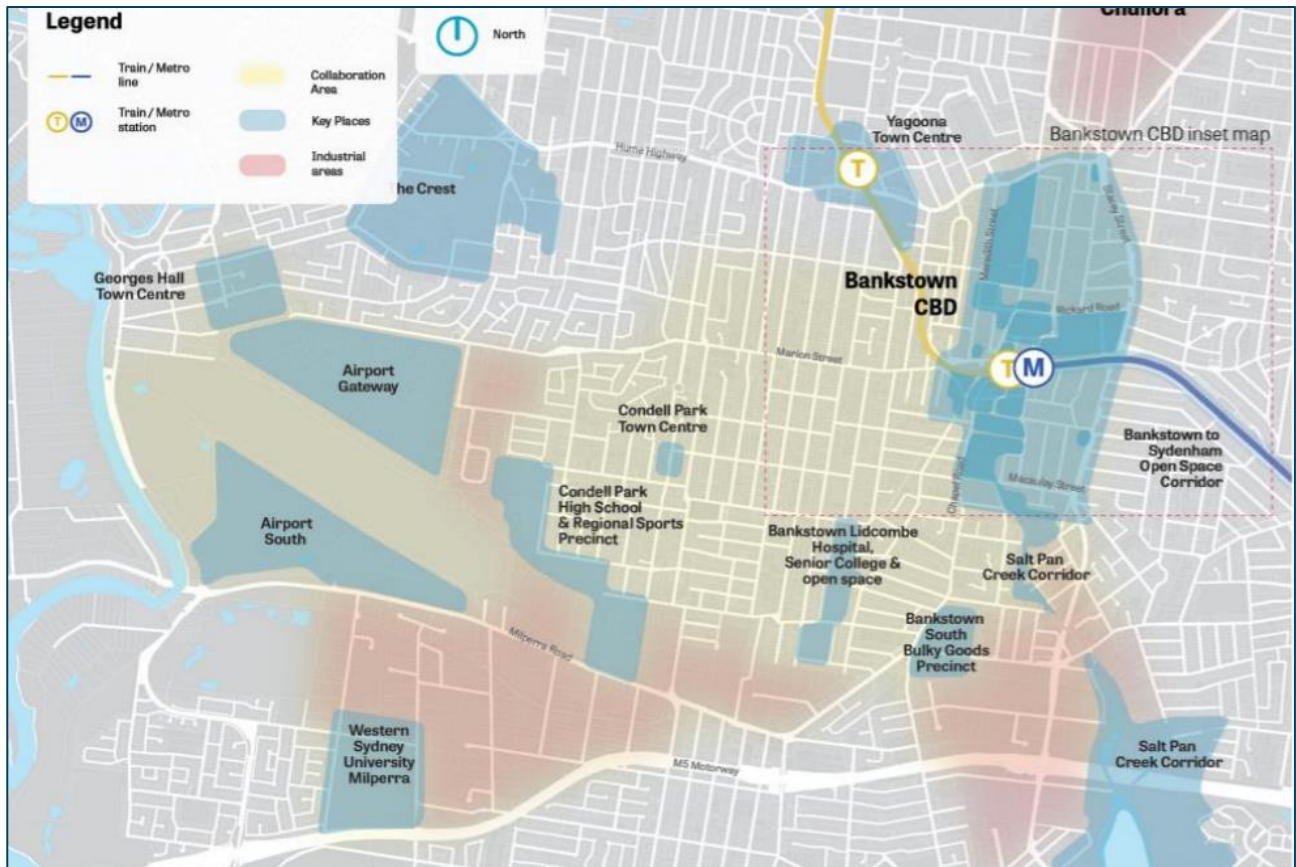 Legend
Train / Metro
line
Train / Metro
station
Collaboration
Area
Key Places
Industrial
areas
North
Chullora
Yagoona
Town Centre
Bankstown CBD inset map
Hume Highway
The Crest
Meredith Street
Stacey Street
Georges Hall
Town Centre
Bankstown
CBD
Rickard Road
Marion Street
T
T
M
T
M
Airport
Gateway
Condell Park
Town Centre
Bankstown to
Sydenham
Open Space
Corridor
Chapel Road
Macauley Street
Condell Park
High School
& Regional Sports
Precinct
Airport
South
Bankstown Lidcombe
Hospital,
Senior College &
open space
Salt Pan
Creek Corridor
Bankstown
South
Bulky Goods
Precinct
Milperra Road
Western
Sydney
University
Milperra
M5 Motorway
Salt Pan
Creek Corridor